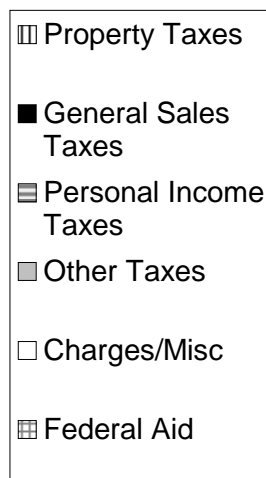 Property Taxes
General Sales
Taxes
Personal Income
Taxes
Other Taxes
Charges/Misc
Federal Aid